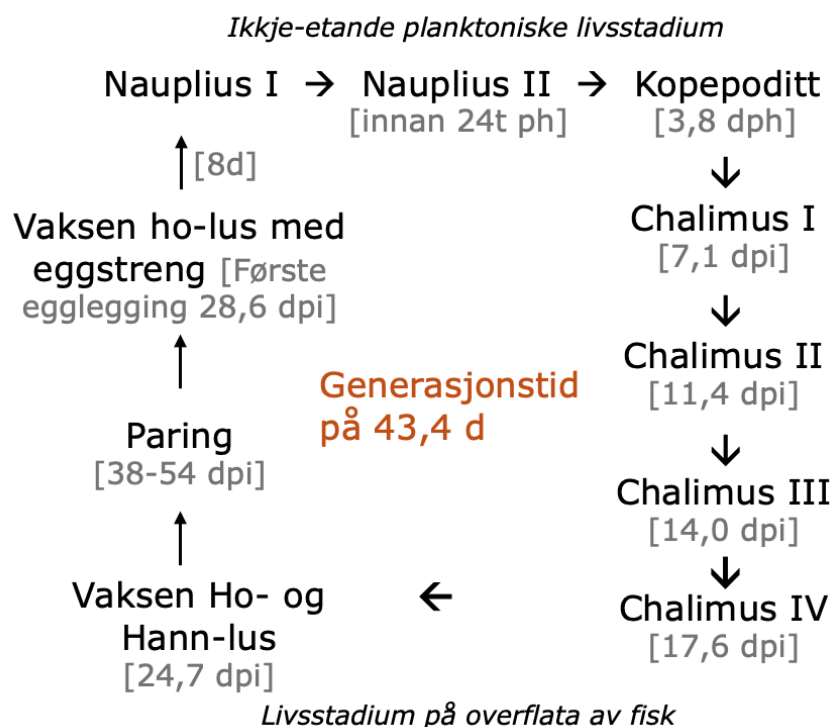 Ikkje-etande planktoniske livsstadium
Nauplius I → Nauplius II → Kopepoditt
[innan 24t ph] [3,8 dph]
[8d]
Chalimus I
[7,1 dpi]
Vaksen ho-lus med
eggstreng [Første
egglegging 28,6 dpi]
Chalimus II
[11,4 dpi]
Generasjonstid
på 43,4 d
Paring
[38-54 dpi]
Chalimus III
[14,0 dpi]
Vaksen Ho- og
Hann-lus
[24,7 dpi]
Chalimus IV
[17,6 dpi]
Livsstadium på overflata av fisk